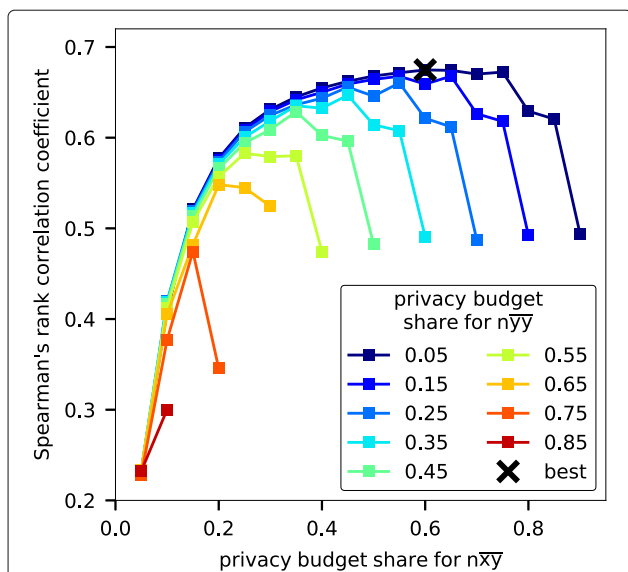 0.7
0.6
0.5
0.4
0.3
0.2
Spearman's rank correlation coefficient
0.0 0.2 0.4 0.6 0.8
privacy budget share for nx̅y̅
privacy budget
share for ny̅y̅
0.05 0.55
0.15 0.65
0.25 0.75
0.35 0.85
0.45 best